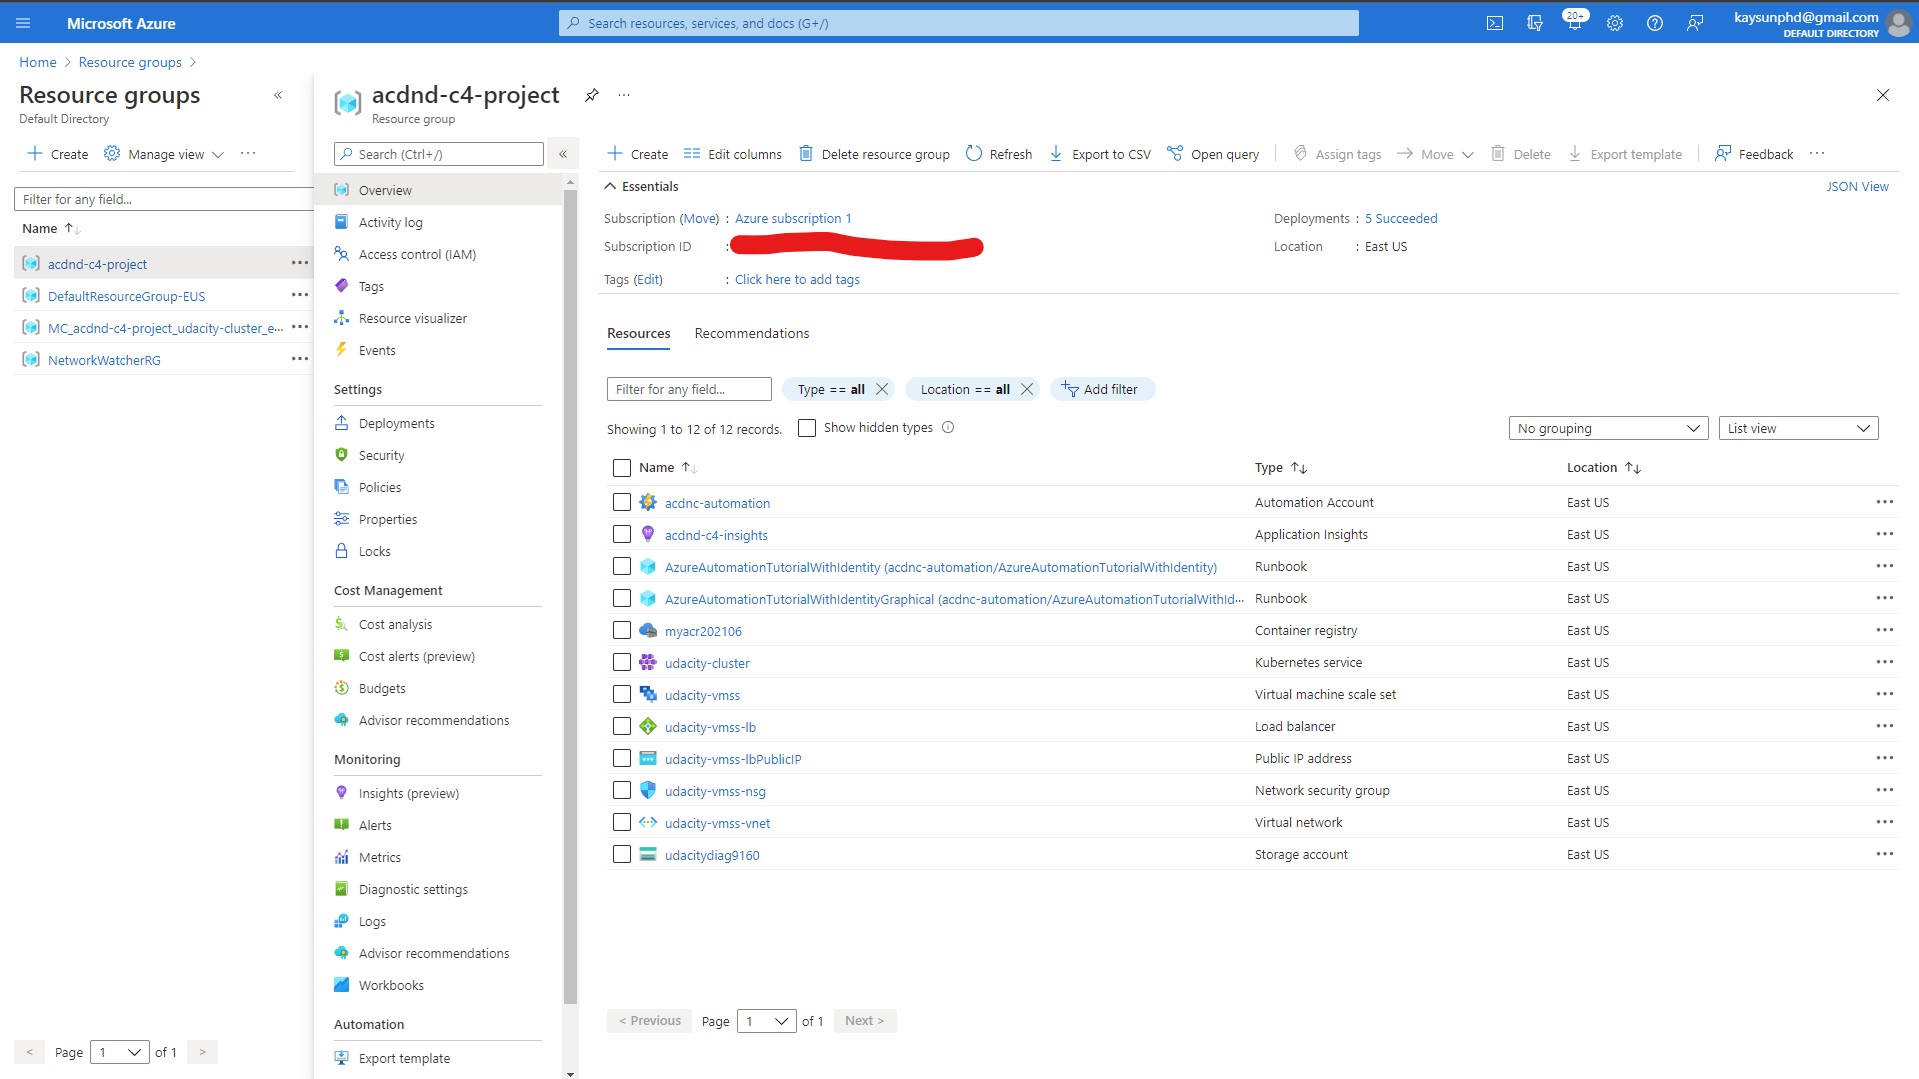 Microsoft Azure
Search resources, services, and docs (G+/)
20+
kaysunphd@gmail.com
DEFAULT DIRECTORY
Home > Resource groups >
Resource groups
Default Directory
Create
Manage view
Filter for any field...
Name
acdnd-c4-project
DefaultResourceGroup-EUS
MC_acdnd-c4-project_udacity-cluster_e...
NetworkWatcherRG
< Page 1 of 1 >
acdnd-c4-project
Resource group
Search (Ctrl+/)
Overview
Activity log
Access control (IAM)
Tags
Resource visualizer
Events
Settings
Deployments
Security
Policies
Properties
Locks
Cost Management
Cost analysis
Cost alerts (preview)
Budgets
Advisor recommendations
Monitoring
Insights (preview)
Alerts
Metrics
Diagnostic settings
Logs
Advisor recommendations
Workbooks
Automation
Export template
Create Edit columns Delete resource group Refresh Export to CSV Open query Assign tags Move Delete Export template Feedback
Essentials
JSON View
Subscription (Move) : Azure subscription 1
Subscription ID :
Tags (Edit) : Click here to add tags
Deployments : 5 Succeeded
Location : East US
Resources Recommendations
Filter for any field... Type == all Location == all Add filter
Showing 1 to 12 of 12 records. Show hidden types
No grouping List view
Name Type Location
acdnc-automation Automation Account East US
acdnd-c4-insights Application Insights East US
AzureAutomationTutorialWithIdentity (acdnc-automation/AzureAutomationTutorialWithIdentity) Runbook East US
AzureAutomationTutorialWithIdentityGraphical (acdnc-automation/AzureAutomationTutorialWithId... Runbook East US
myacr202106 Container registry East US
udacity-cluster Kubernetes service East US
udacity-vmss Virtual machine scale set East US
udacity-vmss-lb Load balancer East US
udacity-vmss-lbPublicIP Public IP address East US
udacity-vmss-nsg Network security group East US
udacity-vmss-vnet Virtual network East US
udacitydiag9160 Storage account East US
< Previous Page 1 of 1 Next >